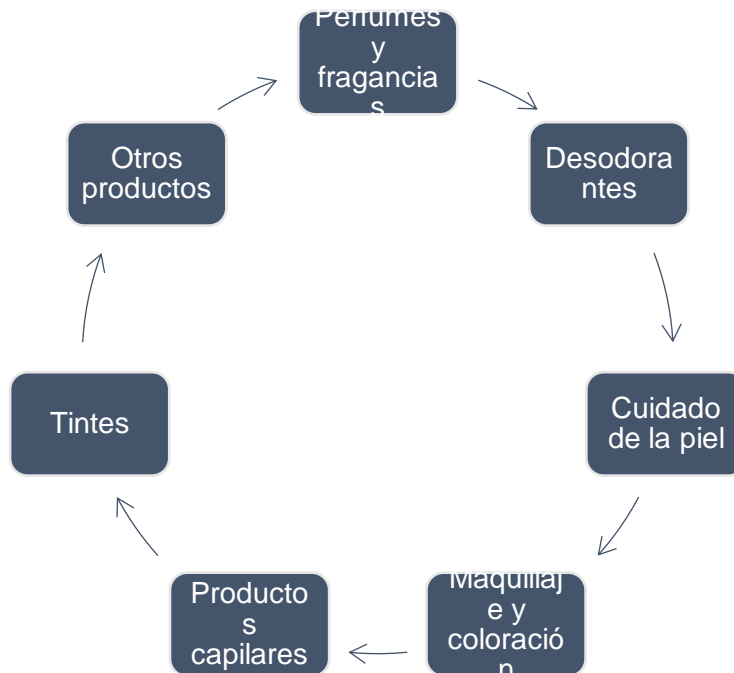 Perfumes
y
fragancia
s
Desodora
ntes
Cuidado
de la piel
Maquillaj
e y
coloració
n
Producto
s
capilares
Tintes
Otros
productos